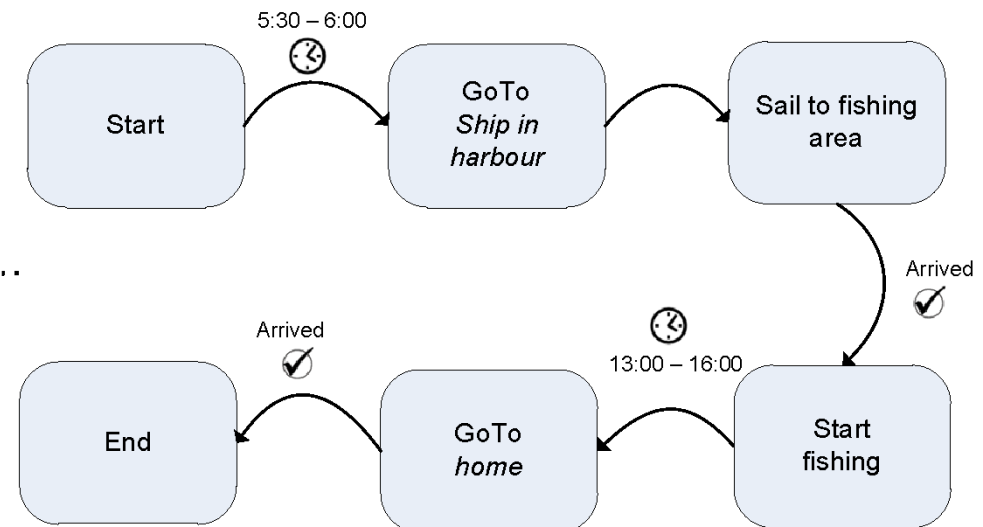 5:30 – 6:00
Start
GoTo
Ship in
harbour
Sail to fishing
area
..
Arrived
Arrived
13:00 – 16:00
End
GoTo
home
Start
fishing